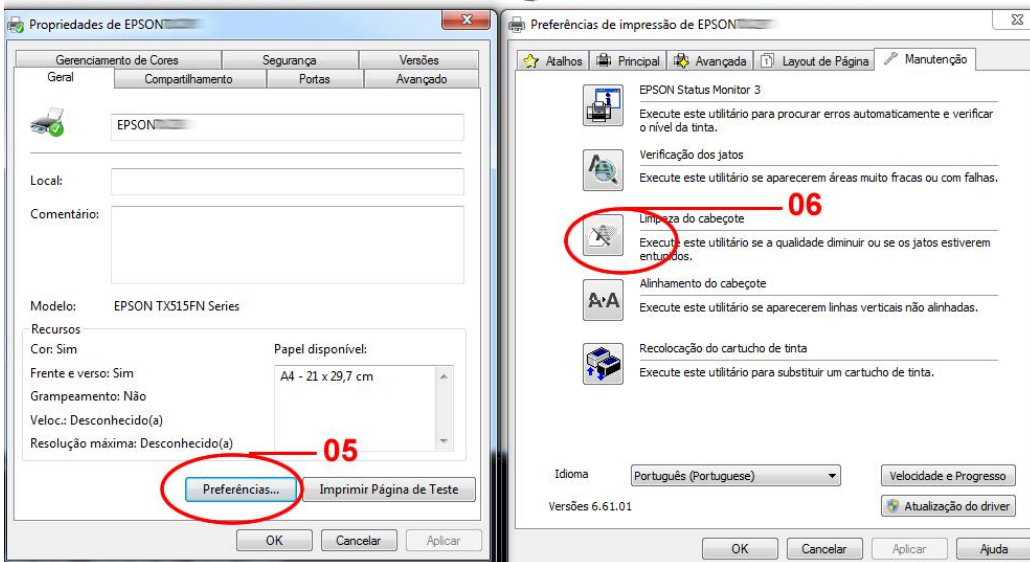 Propriedades de EPSON
Gerenciamento de Cores
Segurança
Versões
Geral
Compartilhamento
Portas
Avançado
EPSON
Local:
Comentário:
Modelo: EPSON TX515FN Series
Recursos
Cor: Sim
Papel disponível:
Frente e verso: Sim
A4 - 21 x 29,7 cm
Grampeamento: Não
Veloc.: Desconhecido(a)
Resolução máxima: Desconhecido(a)
05
Preferências...
Imprimir Página de Teste
OK
Cancelar
Aplicar
Preferências de impressão de EPSON
Atalhos
Principal
Avançada
Layout de Página
Manutenção
EPSON Status Monitor 3
Execute este utilitário para procurar erros automaticamente e verificar
o nível da tinta.
Verificação dos jatos
Execute este utilitário se aparecerem áreas muito fracas ou com falhas.
06
Limpeza do cabeçote
Execute este utilitário se a qualidade diminuir ou se os jatos estiverem
entupidos.
Alinhamento do cabeçote
Execute este utilitário se aparecerem linhas verticais não alinhadas.
Recolocação do cartucho de tinta
Execute este utilitário para substituir um cartucho de tinta.
Idioma
Português (Portuguese)
Velocidade e Progresso
Versões 6.61.01
Atualização do driver
OK
Cancelar
Aplicar
Ajuda